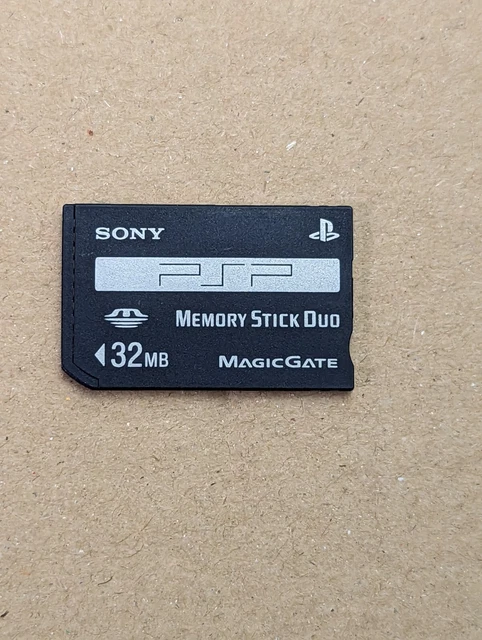 SONY
PSP
MEMORY STICK DUO
32MB
MAGICGATE